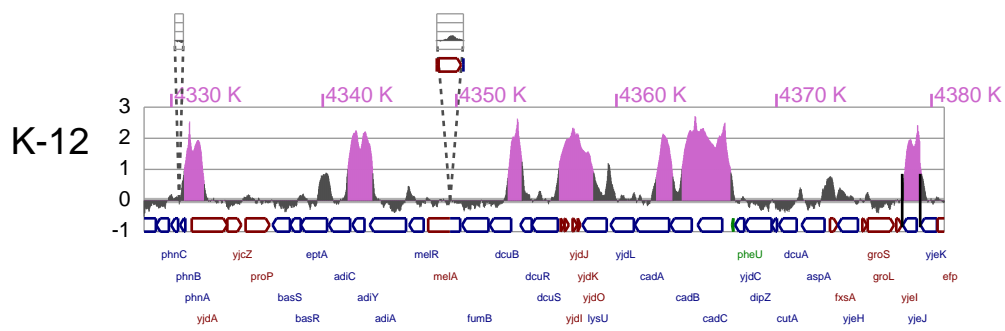 4330 K 4340 K 4350 K 4360 K 4370 K 4380 K
3
2
1
0
-1
K-12
phnC yjcZ eptA melR dcuB yjdJ yjdL pheU dcuA groS yjeK
phnB proP adiC melA dcuR yjdK cadA yjdC aspA groL efp
phnA basS adiY dcuS yjdO cadB dipZ fxsA yjeI
yjdA basR adiA fumB yjdI lysU cadC cutA yjeH yjeJ